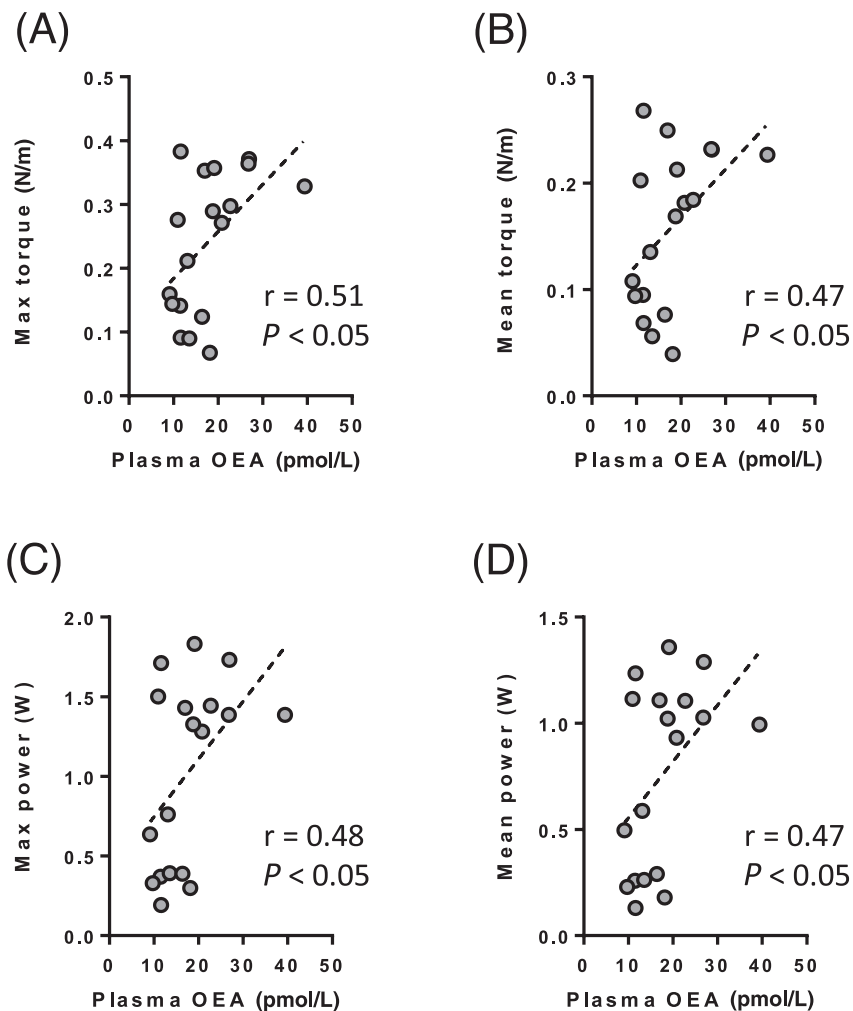 (A)
Max torque (N/m)
0.5
0.4
0.3
0.2
0.1
0.0
r = 0.51
P < 0.05
0 10 20 30 40 50
Plasma OEA (pmol/L)
(B)
Mean torque (N/m)
0.3
0.2
0.1
0.0
r = 0.47
P < 0.05
0 10 20 30 40 50
Plasma OEA (pmol/L)
(C)
Max power (W)
2.0
1.5
1.0
0.5
0.0
r = 0.48
P < 0.05
0 10 20 30 40 50
Plasma OEA (pmol/L)
(D)
Mean power (W)
1.5
1.0
0.5
0.0
r = 0.47
P < 0.05
0 10 20 30 40 50
Plasma OEA (pmol/L)